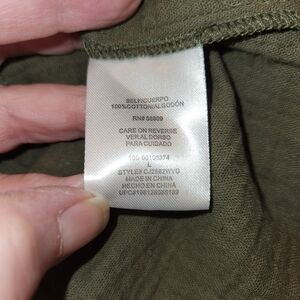 SELF/CUERPO
100%COTTON/ALGODÓN
RN# 56809
CARE ON REVERSE
VER AL DORSO
PARA CUIDADO
L
MADE IN CHINA
HECHO EN CHINA